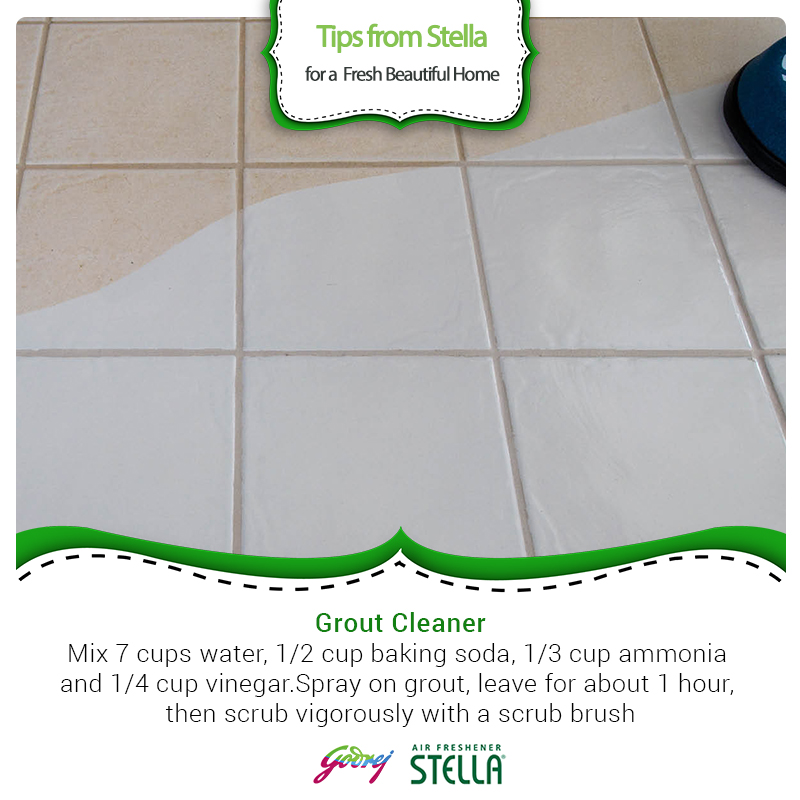 Tips from Stella
for a Fresh Beautiful Home
Grout Cleaner
Mix 7 cups water, 1/2 cup baking soda, 1/3 cup ammonia
and 1/4 cup vinegar.Spray on grout, leave for about 1 hour,
then scrub vigorously with a scrub brush
Godrej
AIR FRESHENER
STELLA